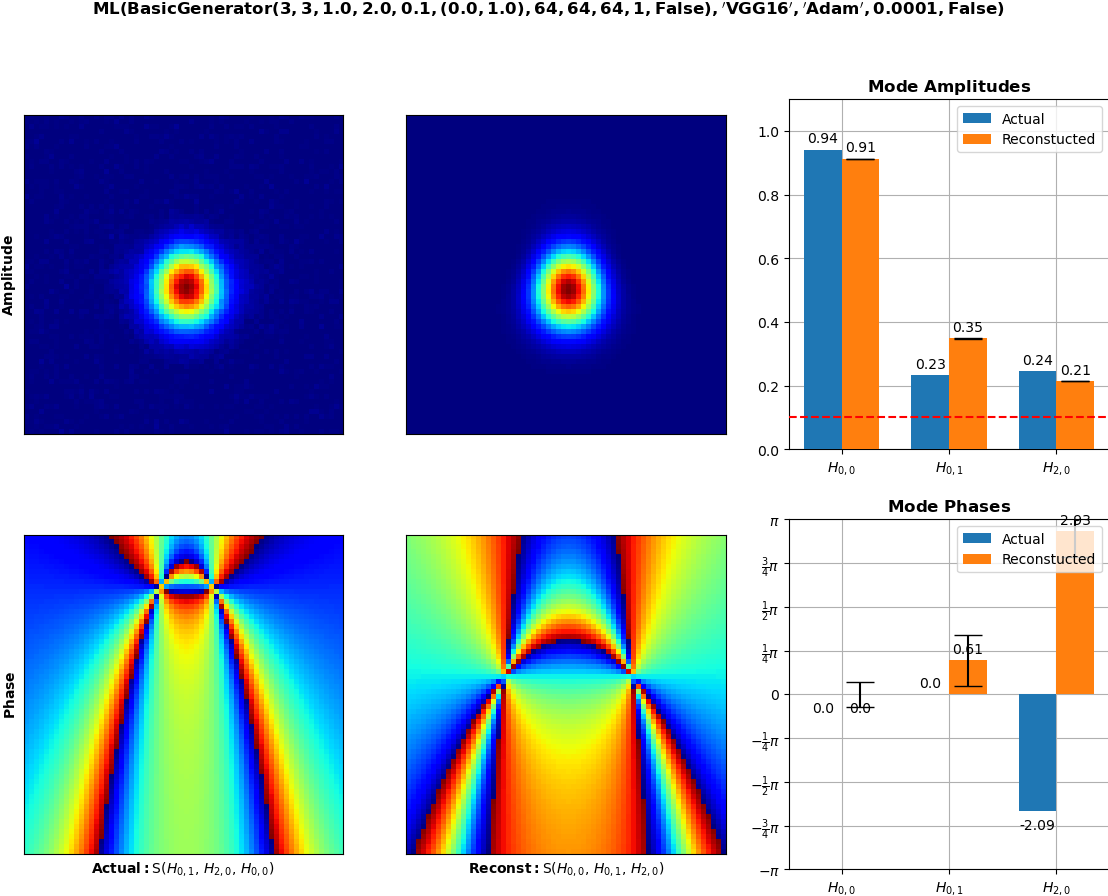 ML(BasicGenerator(3, 3, 1.0, 2.0, 0.1, (0.0, 1.0), 64, 64, 64, 1, False), ′VGG16′, ′Adam′, 0.0001, False)
Amplitude
Mode Amplitudes
Actual
Reconstucted
1.0
0.8
0.6
0.4
0.2
0.0
0.94
0.91
0.23
0.35
0.24
0.21
H0,0
H0,1
H2,0
Phase
Actual: S(H0,1, H2,0, H0,0)
Reconst: S(H0,0, H0,1, H2,0)
Mode Phases
Actual
Reconstucted
π
3/4π
1/2π
1/4π
0
−1/4π
−1/2π
−3/4π
−π
0.0
0.0
0.0
0.61
-2.09
2.93
H0,0
H0,1
H2,0